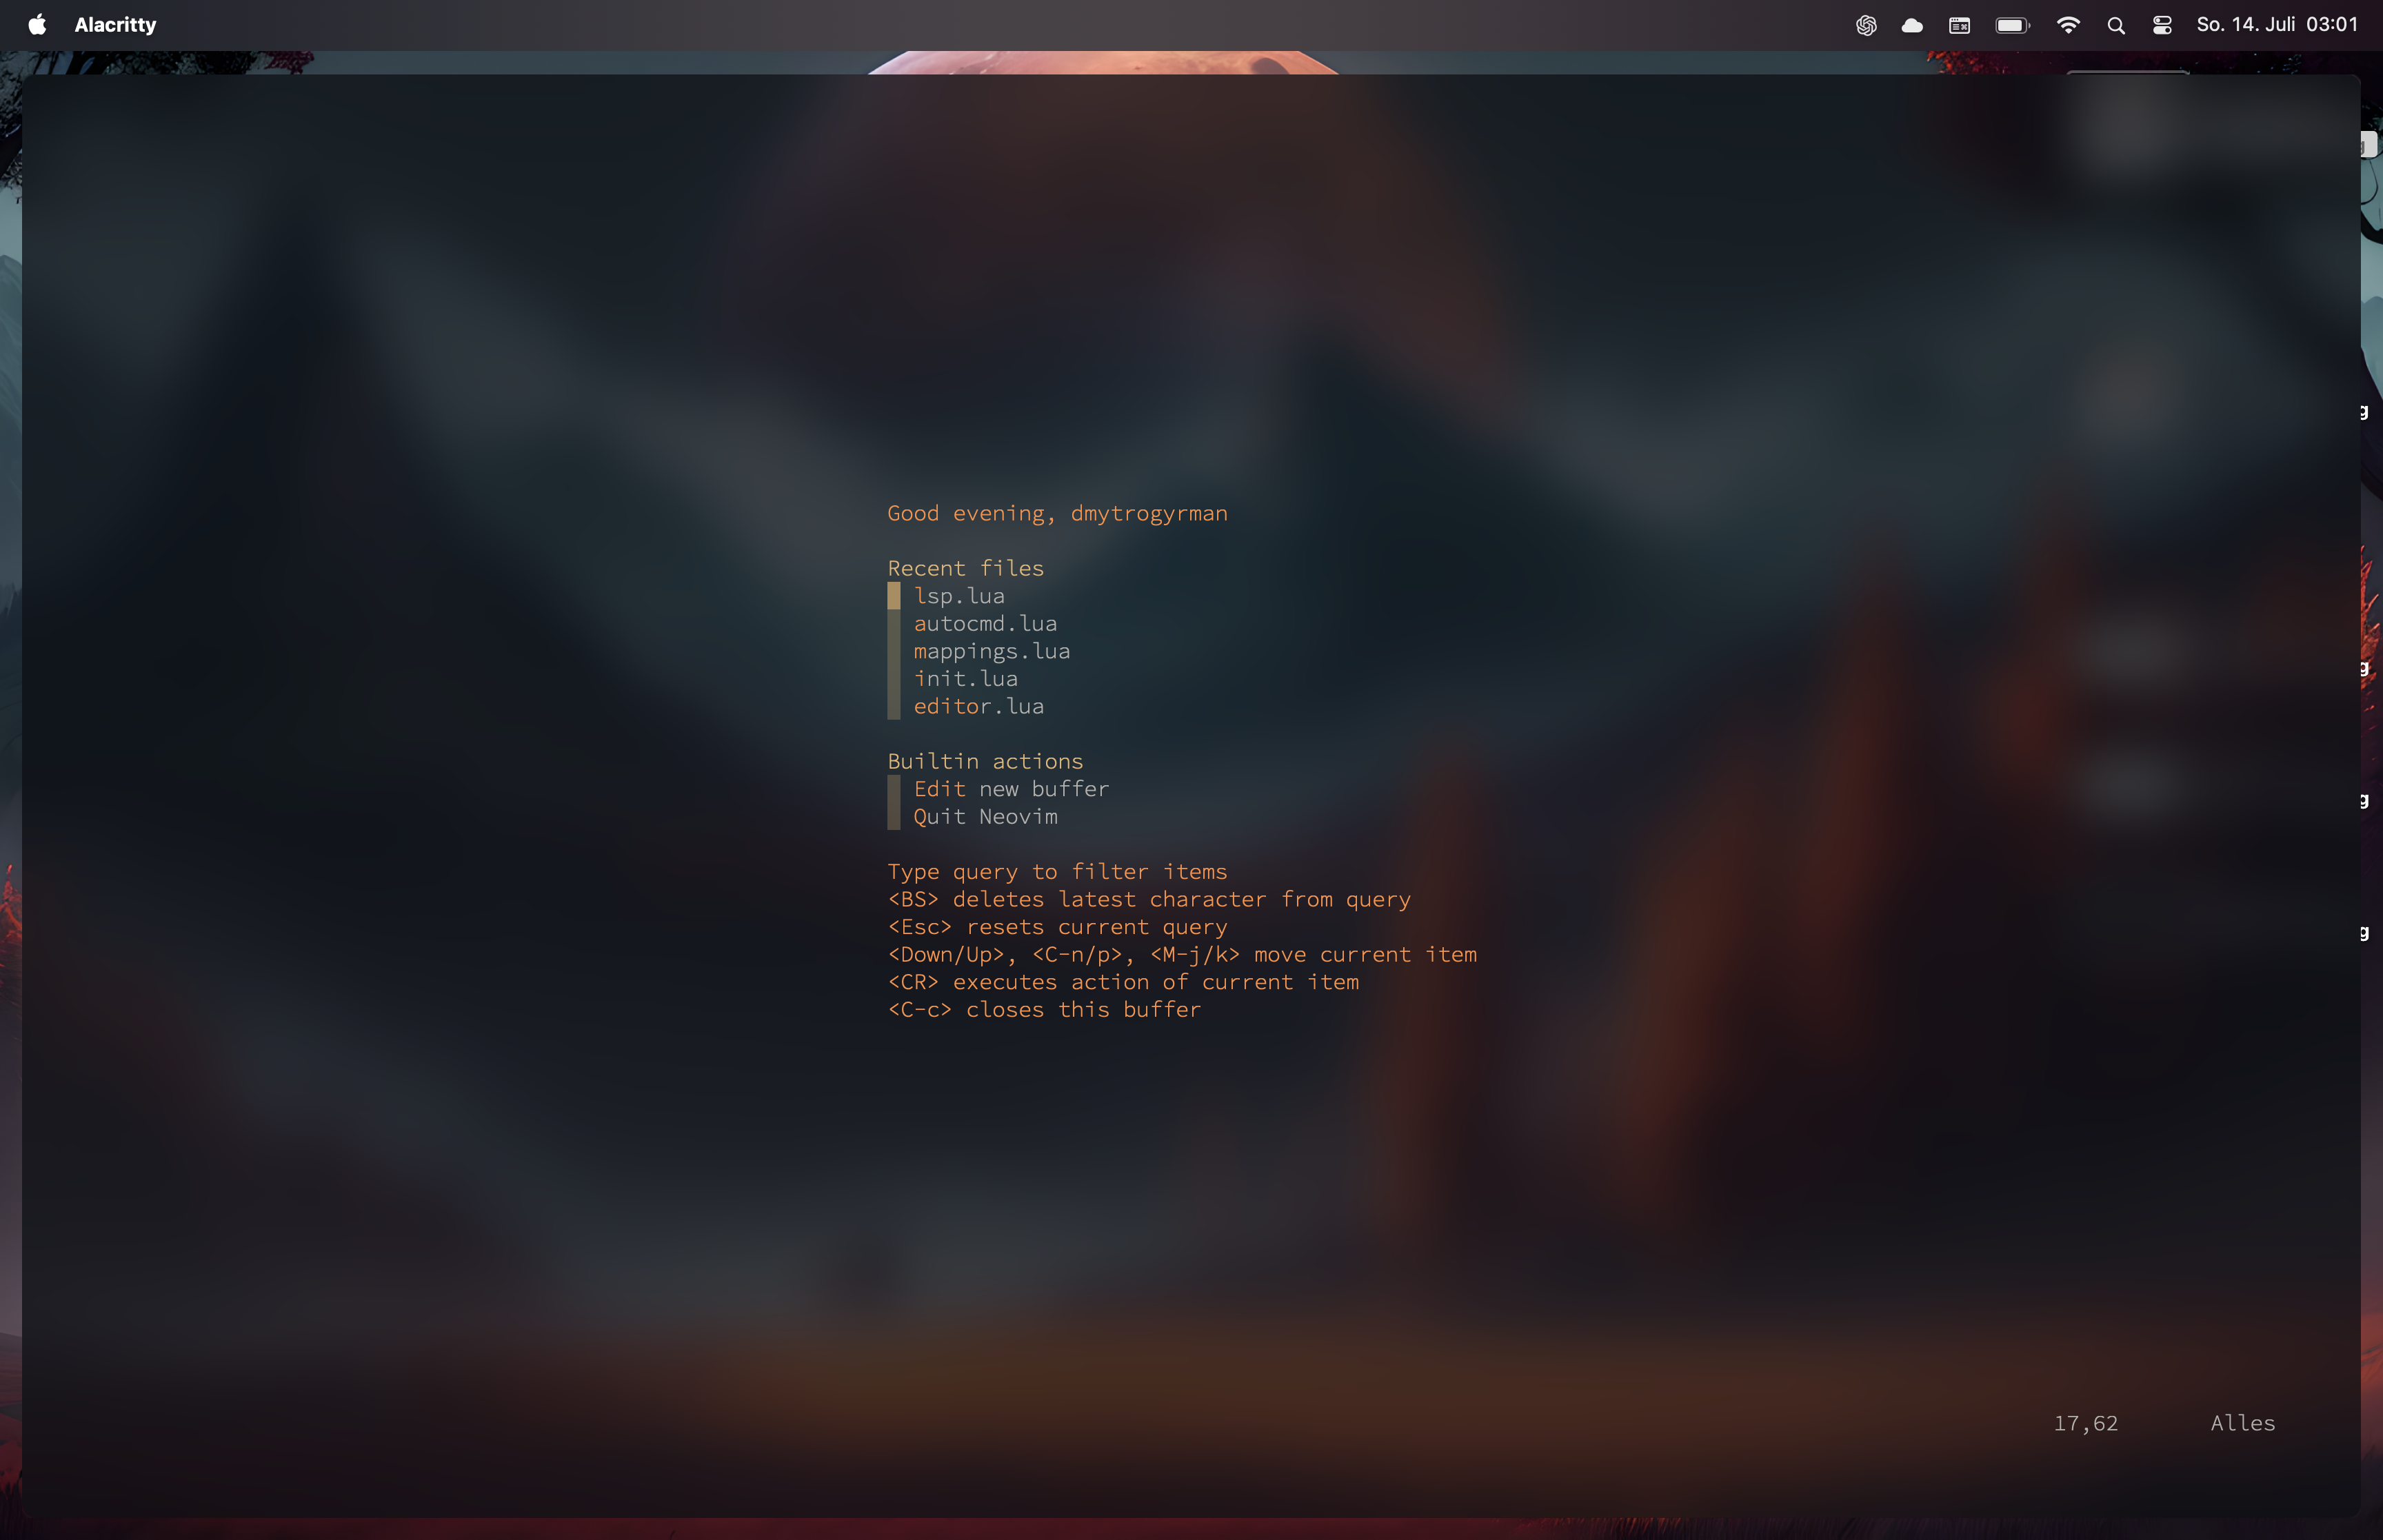 Alacritty
So. 14. Juli 03:01
Good evening, dmytrogyrman
Recent files
lsp.lua
autocmd.lua
mappings.lua
init.lua
editor.lua
Builtin actions
Edit new buffer
Quit Neovim
Type query to filter items
<BS> deletes latest character from query
<Esc> resets current query
<Down/Up>, <C-n/p>, <M-j/k> move current item
<CR> executes action of current item
<C-c> closes this buffer
17,62 Alles
g
g
g
g